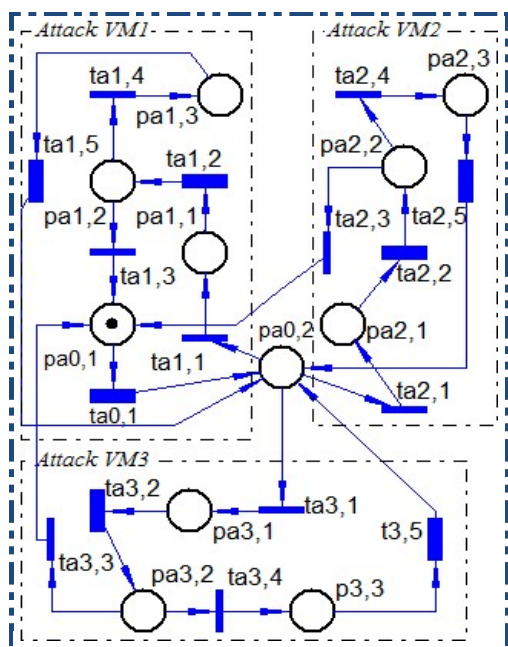 Attack VM1
Attack VM2
ta1,4
pa1,3
ta2,4
pa2,3
ta1,5
ta1,2
pa2,2
pa1,2
pa1,1
ta2,3
ta2,5
ta1,3
ta2,2
pa0,1
ta1,1
pa0,2
pa2,1
ta0,1
ta2,1
Attack VM3
ta3,2
pa3,1
ta3,1
t3,5
ta3,3
pa3,2
ta3,4
p3,3